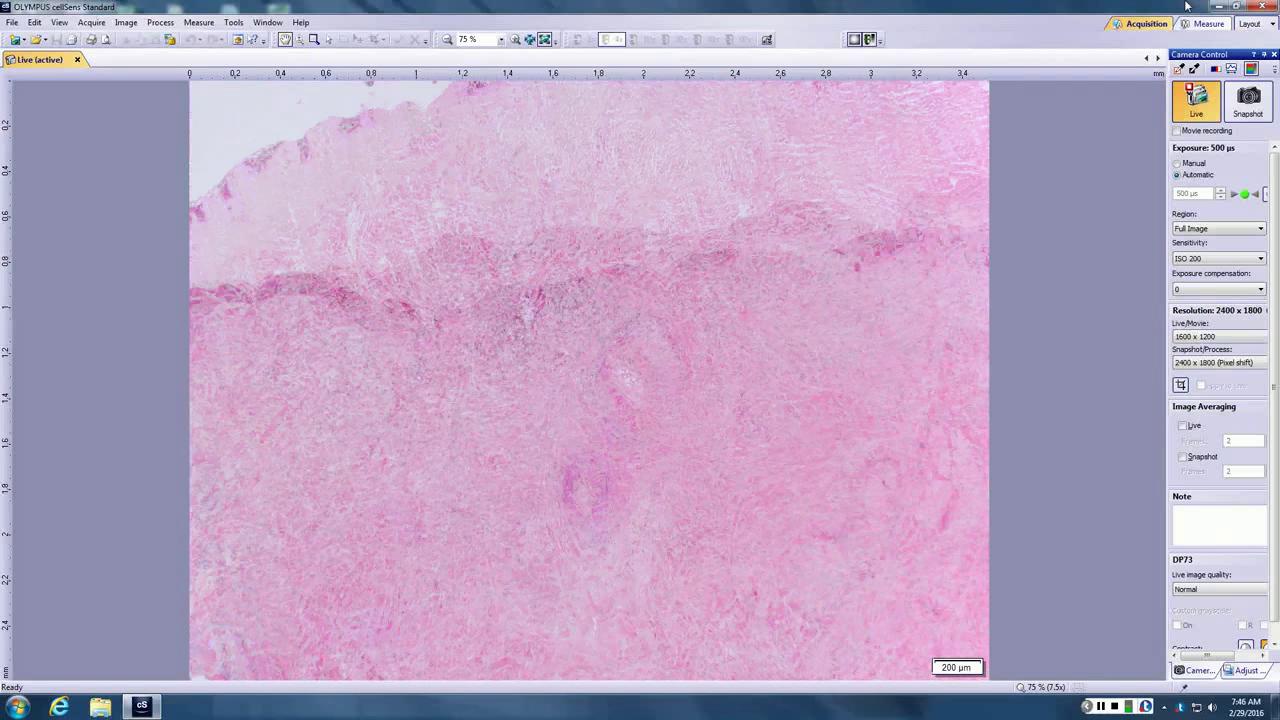 OLYMPUS cellSens Standard
File Edit View Acquire Image Process Measure Tools Window Help
Acquisition Measure Layout
75 %
Live (active)
0 0,2 0,4 0,6 0,8 1 1,2 1,4 1,6 1,8 2 2,2 2,4 2,6 2,8 3 3,2 3,4 mm
0,2
0,4
0,6
0,8
1
1,2
1,4
1,6
1,8
2
2,2
2,4
mm
200 µm
Camera Control
Live Snapshot
Movie recording
Exposure: 500 µs
Manual
Automatic
500 µs
Region:
Full Image
Sensitivity:
ISO 200
Exposure compensation:
0
Resolution: 2400 x 1800
Live/Movie:
1600 x 1200
Snapshot/Process:
2400 x 1800 (Pixel shift)
Image Averaging
Live
Frames: 2
Snapshot
Frames: 2
Note
DP73
Live image quality:
Normal
Custom grayscale:
On R
Contrast:
Camer... Adjust ...
Ready
75 % (7.5x)
cS
7:46 AM
2/29/2016